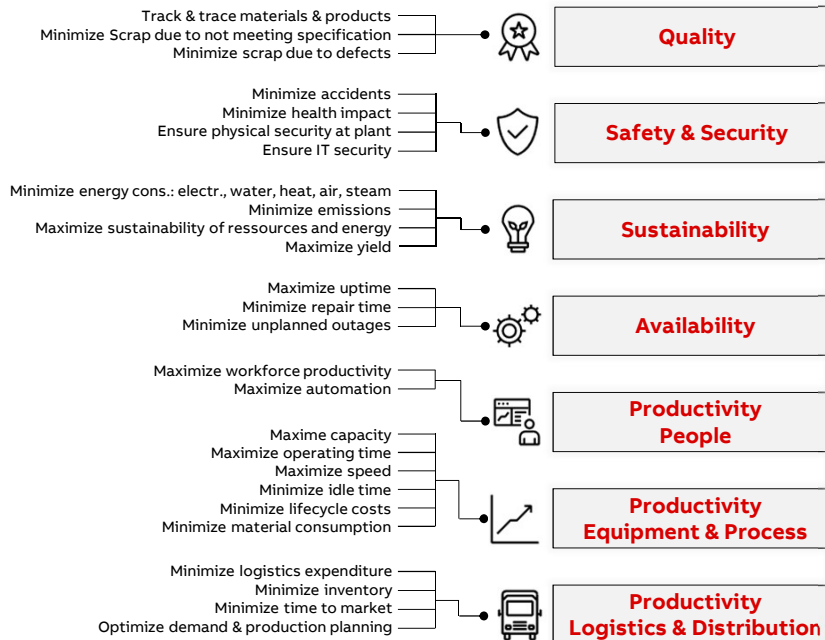 Track & trace materials & products
Minimize Scrap due to not meeting specification
Minimize scrap due to defects
Quality
Minimize accidents
Minimize health impact
Ensure physical security at plant
Ensure IT security
Safety & Security
Minimize energy cons.: electr., water, heat, air, steam
Minimize emissions
Maximize sustainability of ressources and energy
Maximize yield
Sustainability
Maximize uptime
Minimize repair time
Minimize unplanned outages
Availability
Maximize workforce productivity
Maximize automation
Productivity
People
Maxime capacity
Maximize operating time
Maximize speed
Minimize idle time
Minimize lifecycle costs
Minimize material consumption
Productivity
Equipment & Process
Minimize logistics expenditure
Minimize inventory
Minimize time to market
Optimize demand & production planning
Productivity
Logistics & Distribution